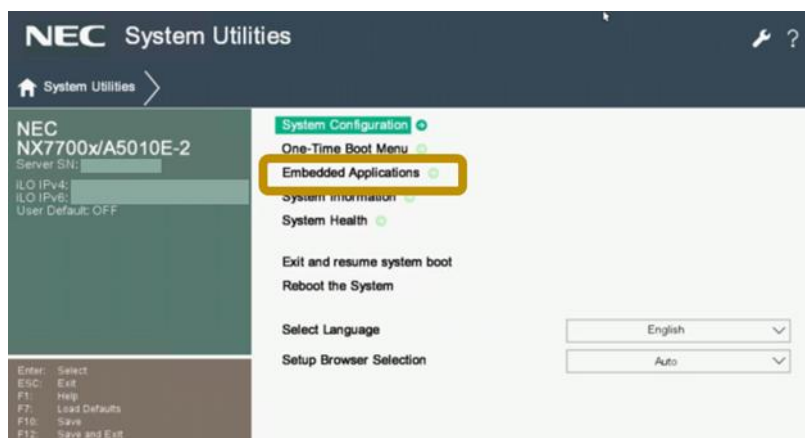 NEC System Utilities
?
System Utilities
NEC
NX7700x/A5010E-2
Server SN:
iLO IPv4:
iLO IPv6:
User Default: OFF
System Configuration
One-Time Boot Menu
Embedded Applications
System Information
System Health
Exit and resume system boot
Reboot the System
Select Language English
Setup Browser Selection Auto
Enter: Select
ESC: Exit
F1: Help
F7: Load Defaults
F10: Save
F12: Save and Exit